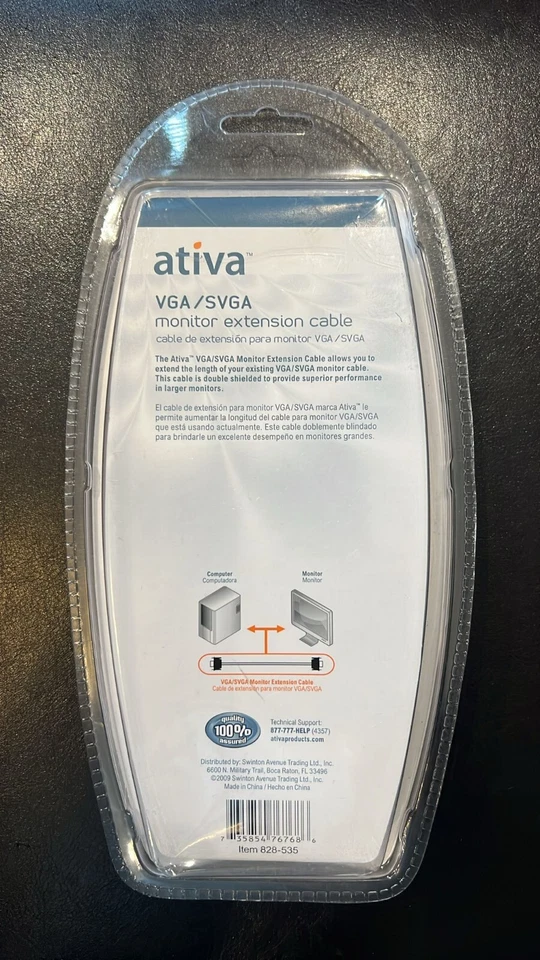 ativa™
VGA/SVGA
monitor extension cable
cable de extensión para monitor VGA/SVGA
The Ativa™ VGA/SVGA Monitor Extension Cable allows you to
extend the length of your existing VGA/SVGA monitor cable.
This cable is double shielded to provide superior performance
in larger monitors.
El cable de extensión para monitor VGA/SVGA marca Ativa™ le
permite aumentar la longitud del cable para monitor VGA/SVGA
que está usando actualmente. Este cable doblemente blindado
para brindarle un excelente desempeño en monitores grandes.
Computer
Computadora
Monitor
Monitor
VGA/SVGA Monitor Extension Cable
Cable de extensión para monitor VGA/SVGA
quality
100%
assured
Technical Support:
877-777-HELP (4357)
ativaproducts.com
Distributed by: Swinton Avenue Trading Ltd., Inc.
6600 N. Military Trail, Boca Raton, FL 33496
©2009 Swinton Avenue Trading Ltd., Inc.
Made in China / Hecho en China
7 35854 76768 6
Item 828-535